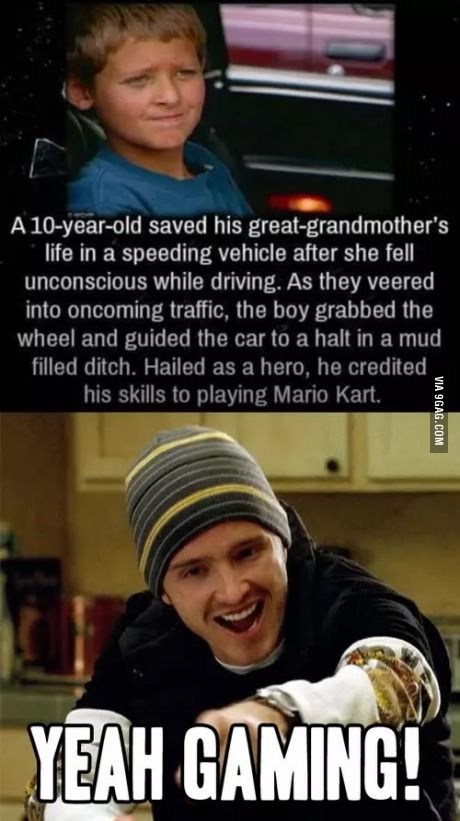 A 10-year-old saved his great-grandmother's
life in a speeding vehicle after she fell
unconscious while driving. As they veered
into oncoming traffic, the boy grabbed the
wheel and guided the car to a halt in a mud
filled ditch. Hailed as a hero, he credited
his skills to playing Mario Kart.
VIA 9GAG.COM
YEAH GAMING!